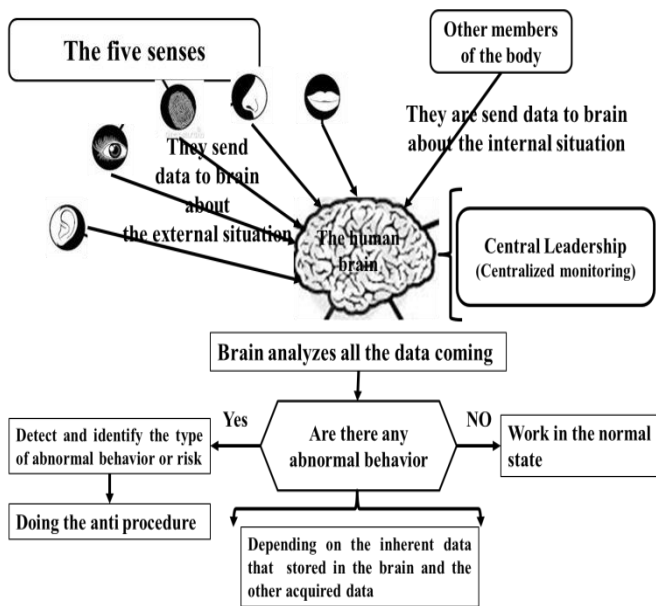 The five senses
Other members
of the body
They are send data to brain
about the internal situation
They send
data to brain
about
the external situation
The human
brain
Central Leadership
(Centralized monitoring)
Brain analyzes all the data coming
Yes
NO
Are there any
abnormal behavior
Detect and identify the type
of abnormal behavior or risk
Work in the normal
state
Doing the anti procedure
Depending on the inherent data
that stored in the brain and the
other acquired data